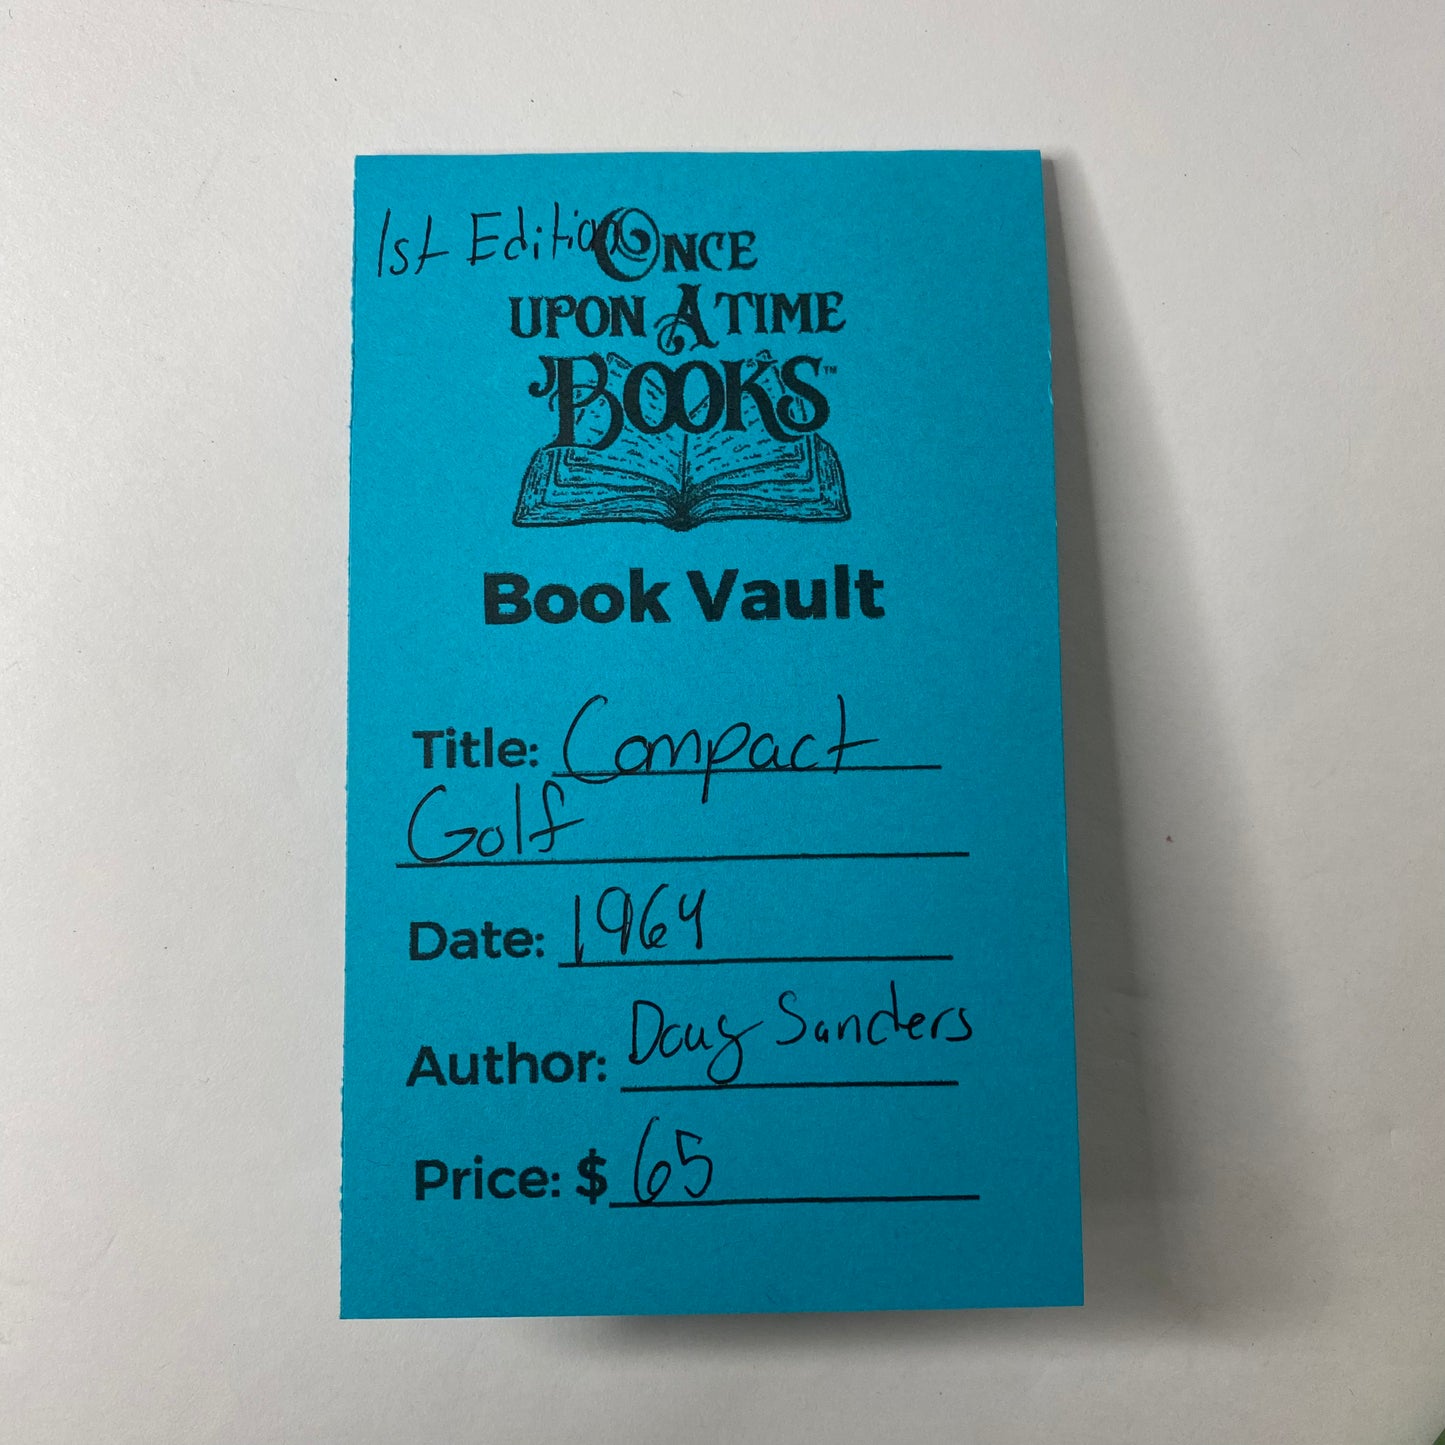 1st Edition
ONCE
UPON A TIME
BOOKS™
Book Vault
Title: Compact
Golf
Date: 1964
Author: Doug Sanders
Price: $ 65